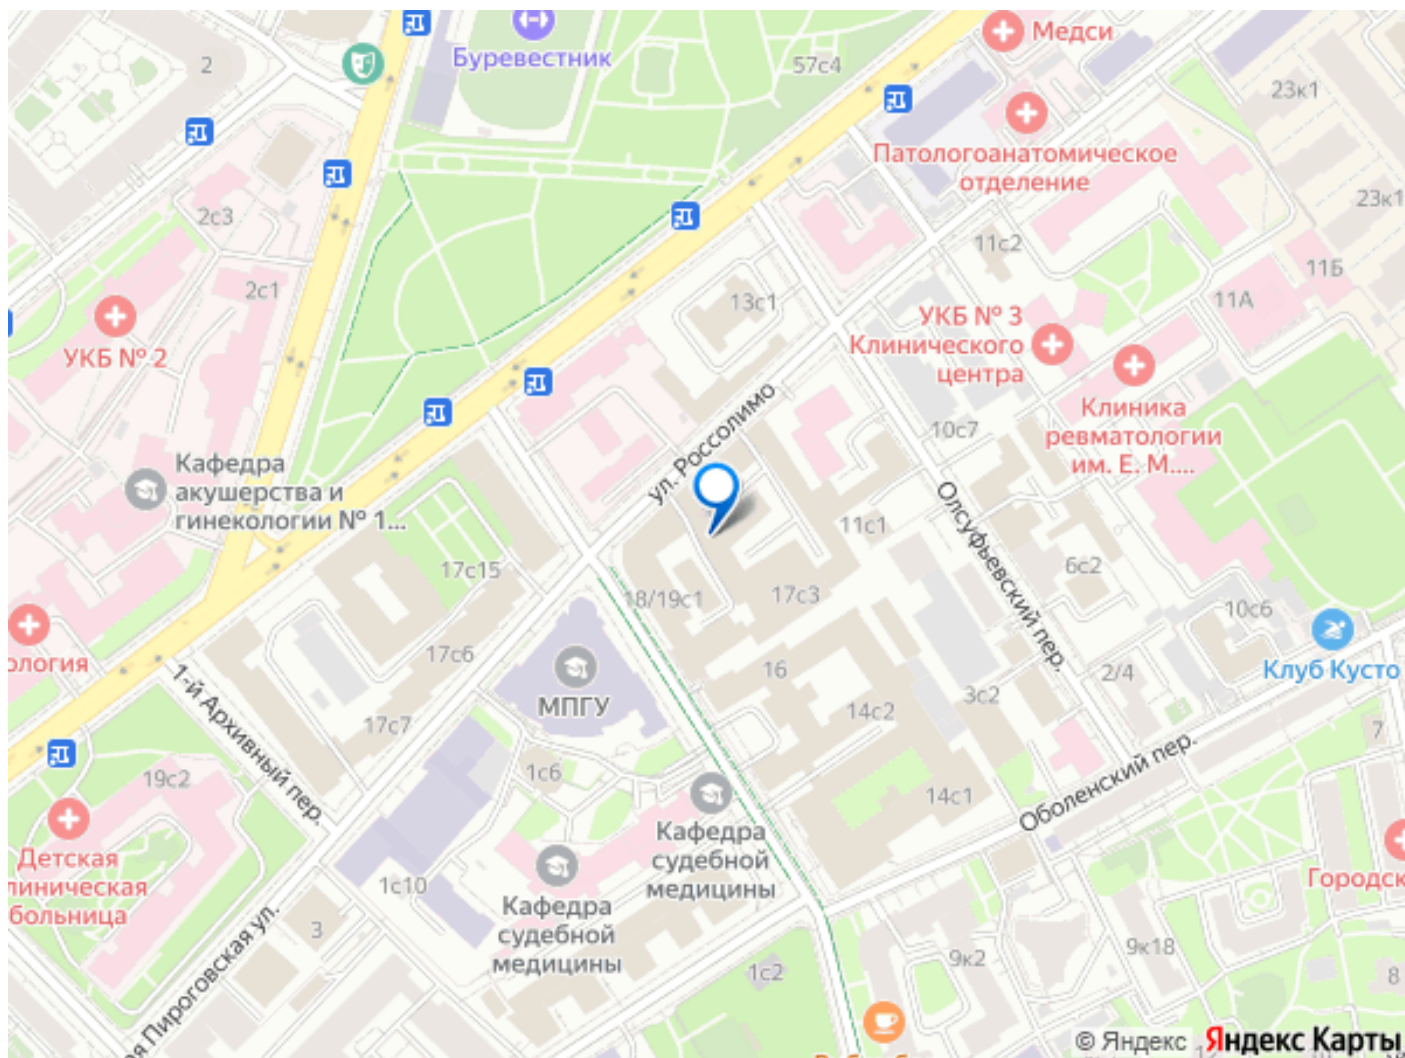 Медси
Буревестник
2
57с4
23к1
Патологоанатомическое
отделение
23к1
2с3
11с2
11Б
2с1
13с1
11А
УКБ № 2
УКБ № 3
Клинического
центра
Клиника
ревматологии
им. Е. М....
ул. Россолимо
10с7
Кафедра
акушерства и
гинекологии № 1...
Олсуфьевский пер.
11с1
17с15
18/19с1
17с3
6с2
10с6
ология
17с6
МПГУ
16
2/4
Клуб Кусто
1-й Архивный пер.
17с7
14с2
3с2
7
19с2
1с6
14с1
Оболенский пер.
Детская
линическая
больница
Кафедра
судебной
медицины
1с10
Кафедра
судебной
медицины
Городск
3
ая Пироговская ул.
9к2
9к18
1с2
8
© Яндекс Яндекс Карты